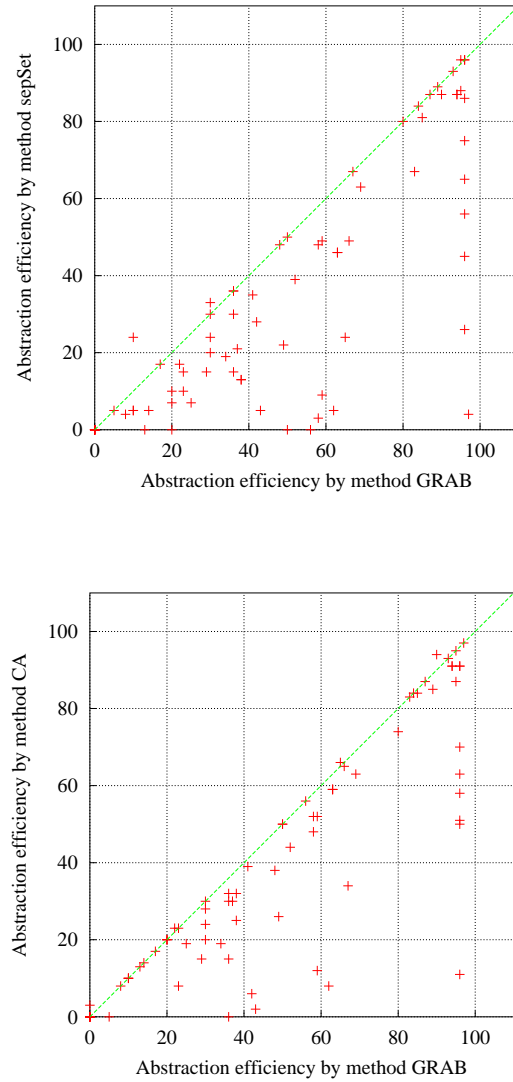 100
80
60
40
20
0
0 20 40 60 80 100
Abstraction efficiency by method sepSet
Abstraction efficiency by method GRAB
100
80
60
40
20
0
0 20 40 60 80 100
Abstraction efficiency by method CA
Abstraction efficiency by method GRAB